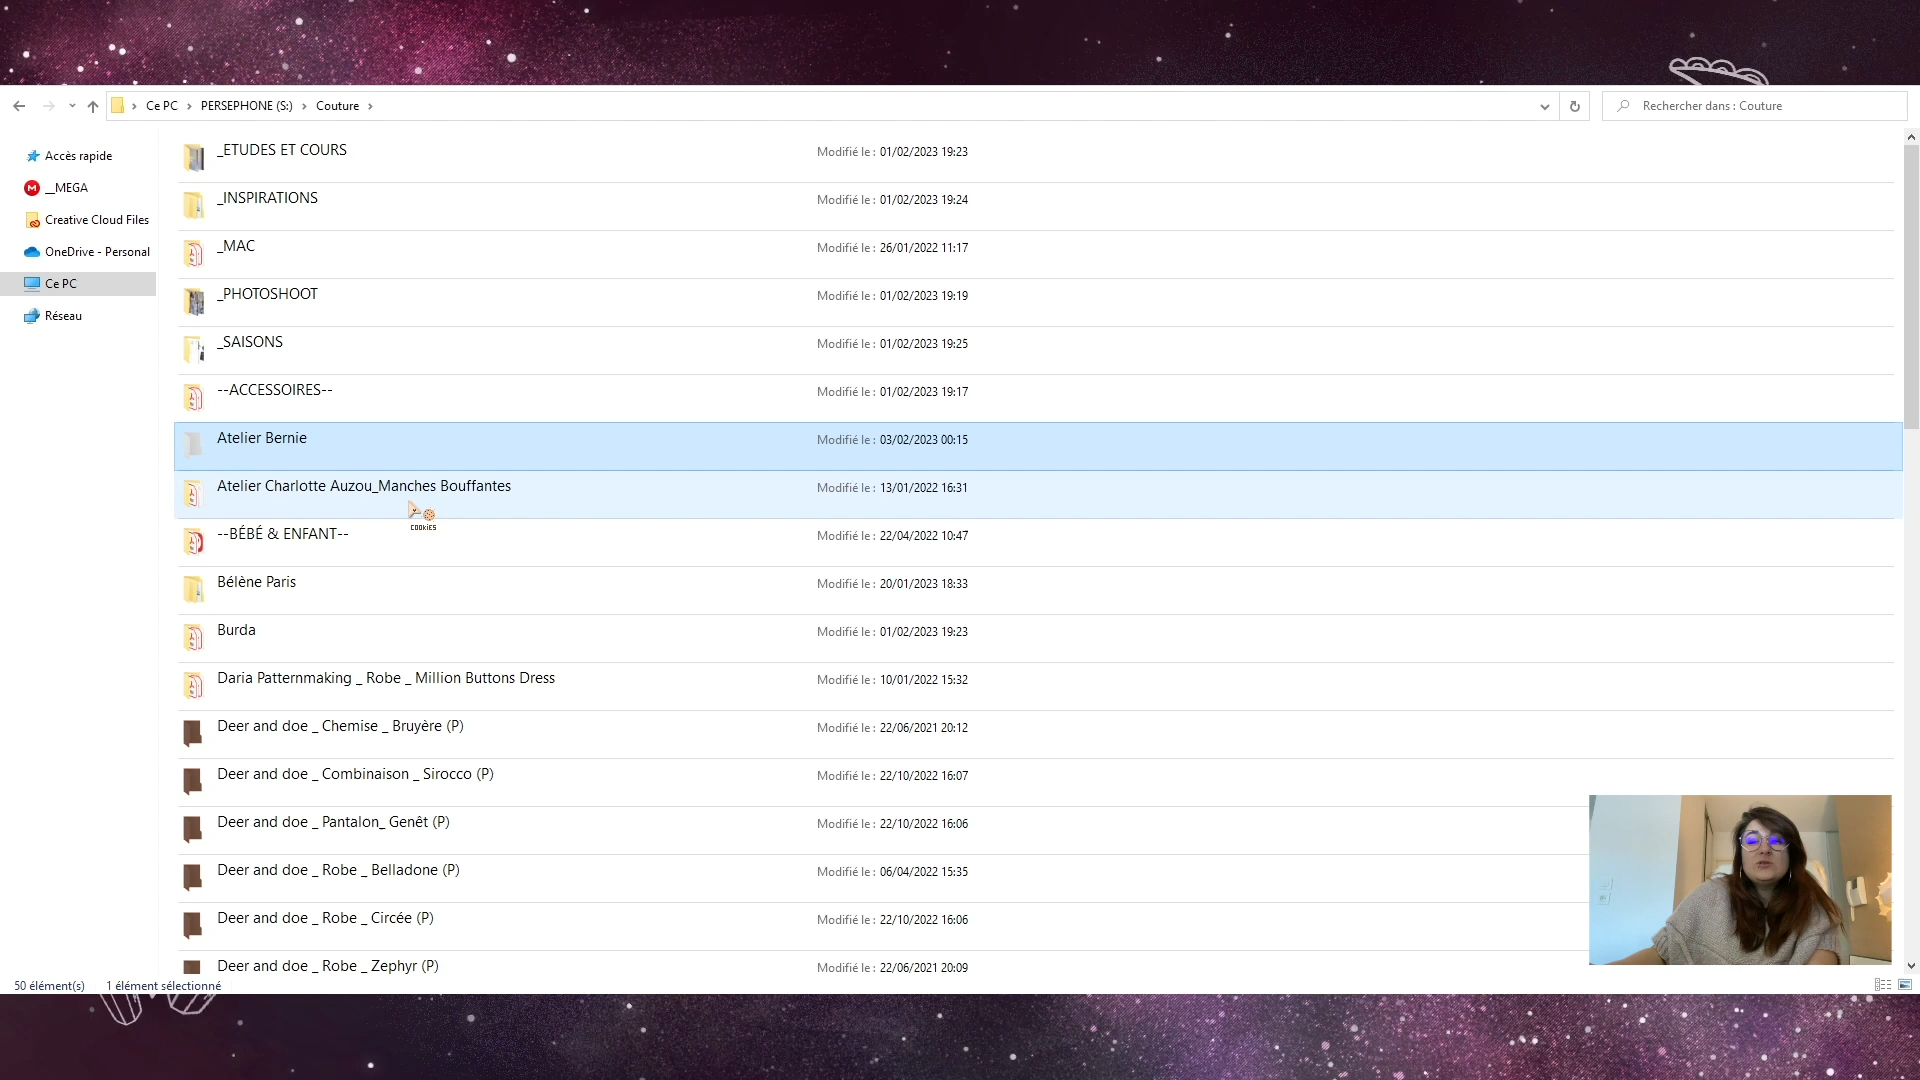 Ce PC > PERSEPHONE (S:) > Couture >
Rechercher dans : Couture
Accès rapide
__MEGA
Creative Cloud Files
OneDrive - Personal
Ce PC
Réseau
_ETUDES ET COURS Modifié le : 01/02/2023 19:23
_INSPIRATIONS Modifié le : 01/02/2023 19:24
_MAC Modifié le : 26/01/2022 11:17
_PHOTOSHOOT Modifié le : 01/02/2023 19:19
_SAISONS Modifié le : 01/02/2023 19:25
--ACCESSOIRES-- Modifié le : 01/02/2023 19:17
Atelier Bernie Modifié le : 03/02/2023 00:15
Atelier Charlotte Auzou_Manches Bouffantes Modifié le : 13/01/2022 16:31
COOKIES
--BÉBÉ & ENFANT-- Modifié le : 22/04/2022 10:47
Bélène Paris Modifié le : 20/01/2023 18:33
Burda Modifié le : 01/02/2023 19:23
Daria Patternmaking _ Robe _ Million Buttons Dress Modifié le : 10/01/2022 15:32
Deer and doe _ Chemise _ Bruyère (P) Modifié le : 22/06/2021 20:12
Deer and doe _ Combinaison _ Sirocco (P) Modifié le : 22/10/2022 16:07
Deer and doe _ Pantalon_ Genêt (P) Modifié le : 22/10/2022 16:06
Deer and doe _ Robe _ Belladone (P) Modifié le : 06/04/2022 15:35
Deer and doe _ Robe _ Circée (P) Modifié le : 22/10/2022 16:06
Deer and doe _ Robe _ Zephyr (P) Modifié le : 22/06/2021 20:09
50 élément(s) 1 élément sélectionné